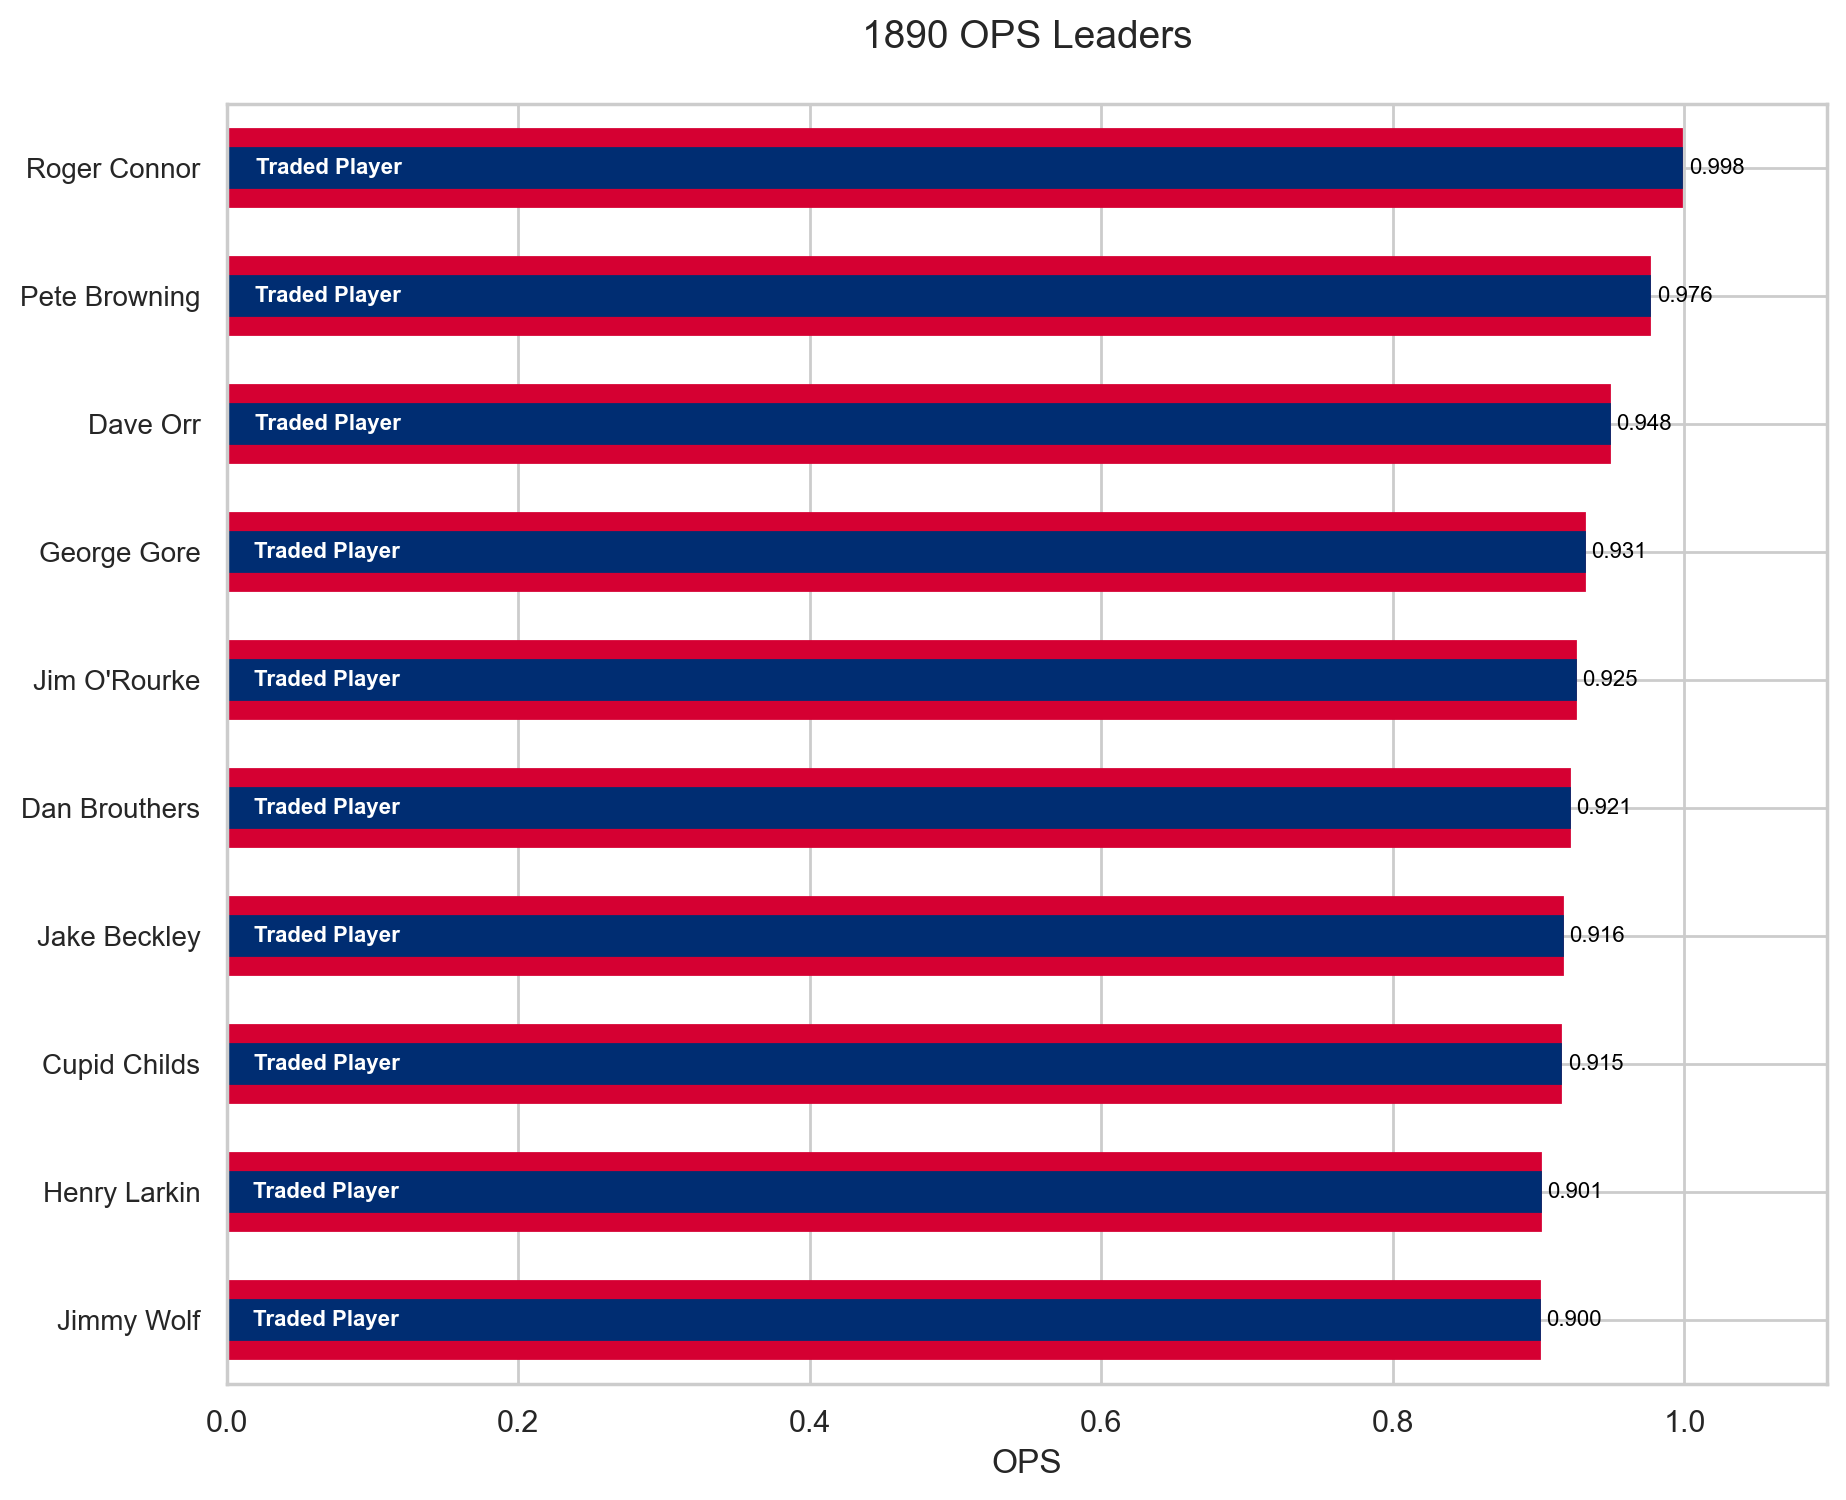 1890 OPS Leaders
Roger Connor Traded Player 0.998
Pete Browning Traded Player 0.976
Dave Orr Traded Player 0.948
George Gore Traded Player 0.931
Jim O'Rourke Traded Player 0.925
Dan Brouthers Traded Player 0.921
Jake Beckley Traded Player 0.916
Cupid Childs Traded Player 0.915
Henry Larkin Traded Player 0.901
Jimmy Wolf Traded Player 0.900
0.0 0.2 0.4 0.6 0.8 1.0
OPS